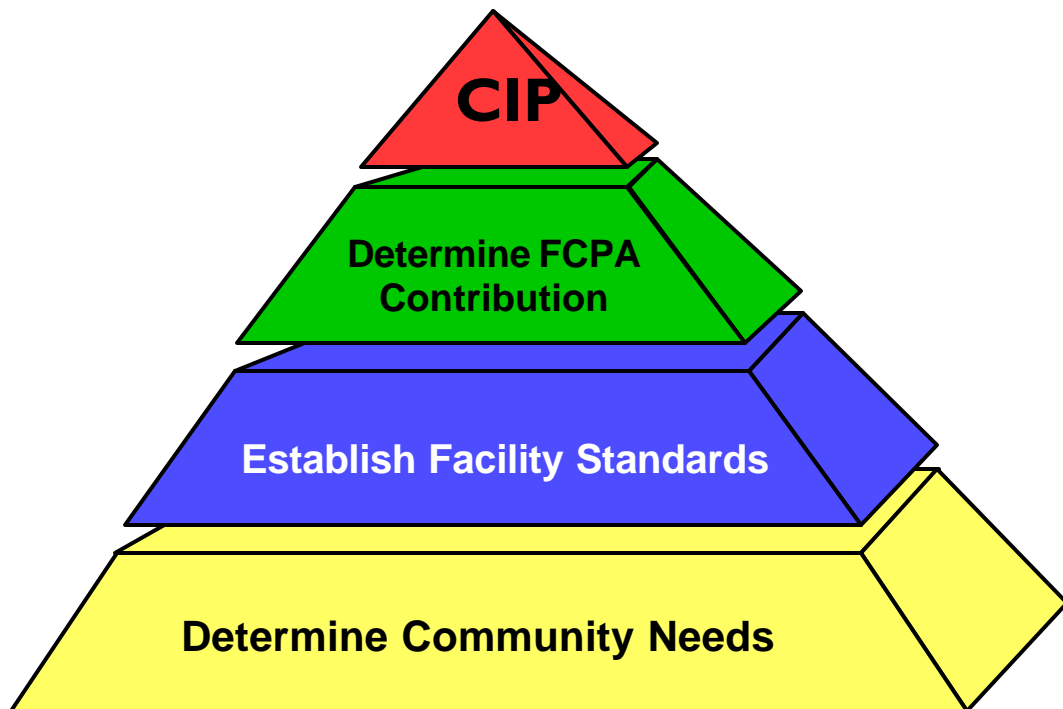 CIP
Determine FCPA
Contribution
Establish Facility Standards
Determine Community Needs